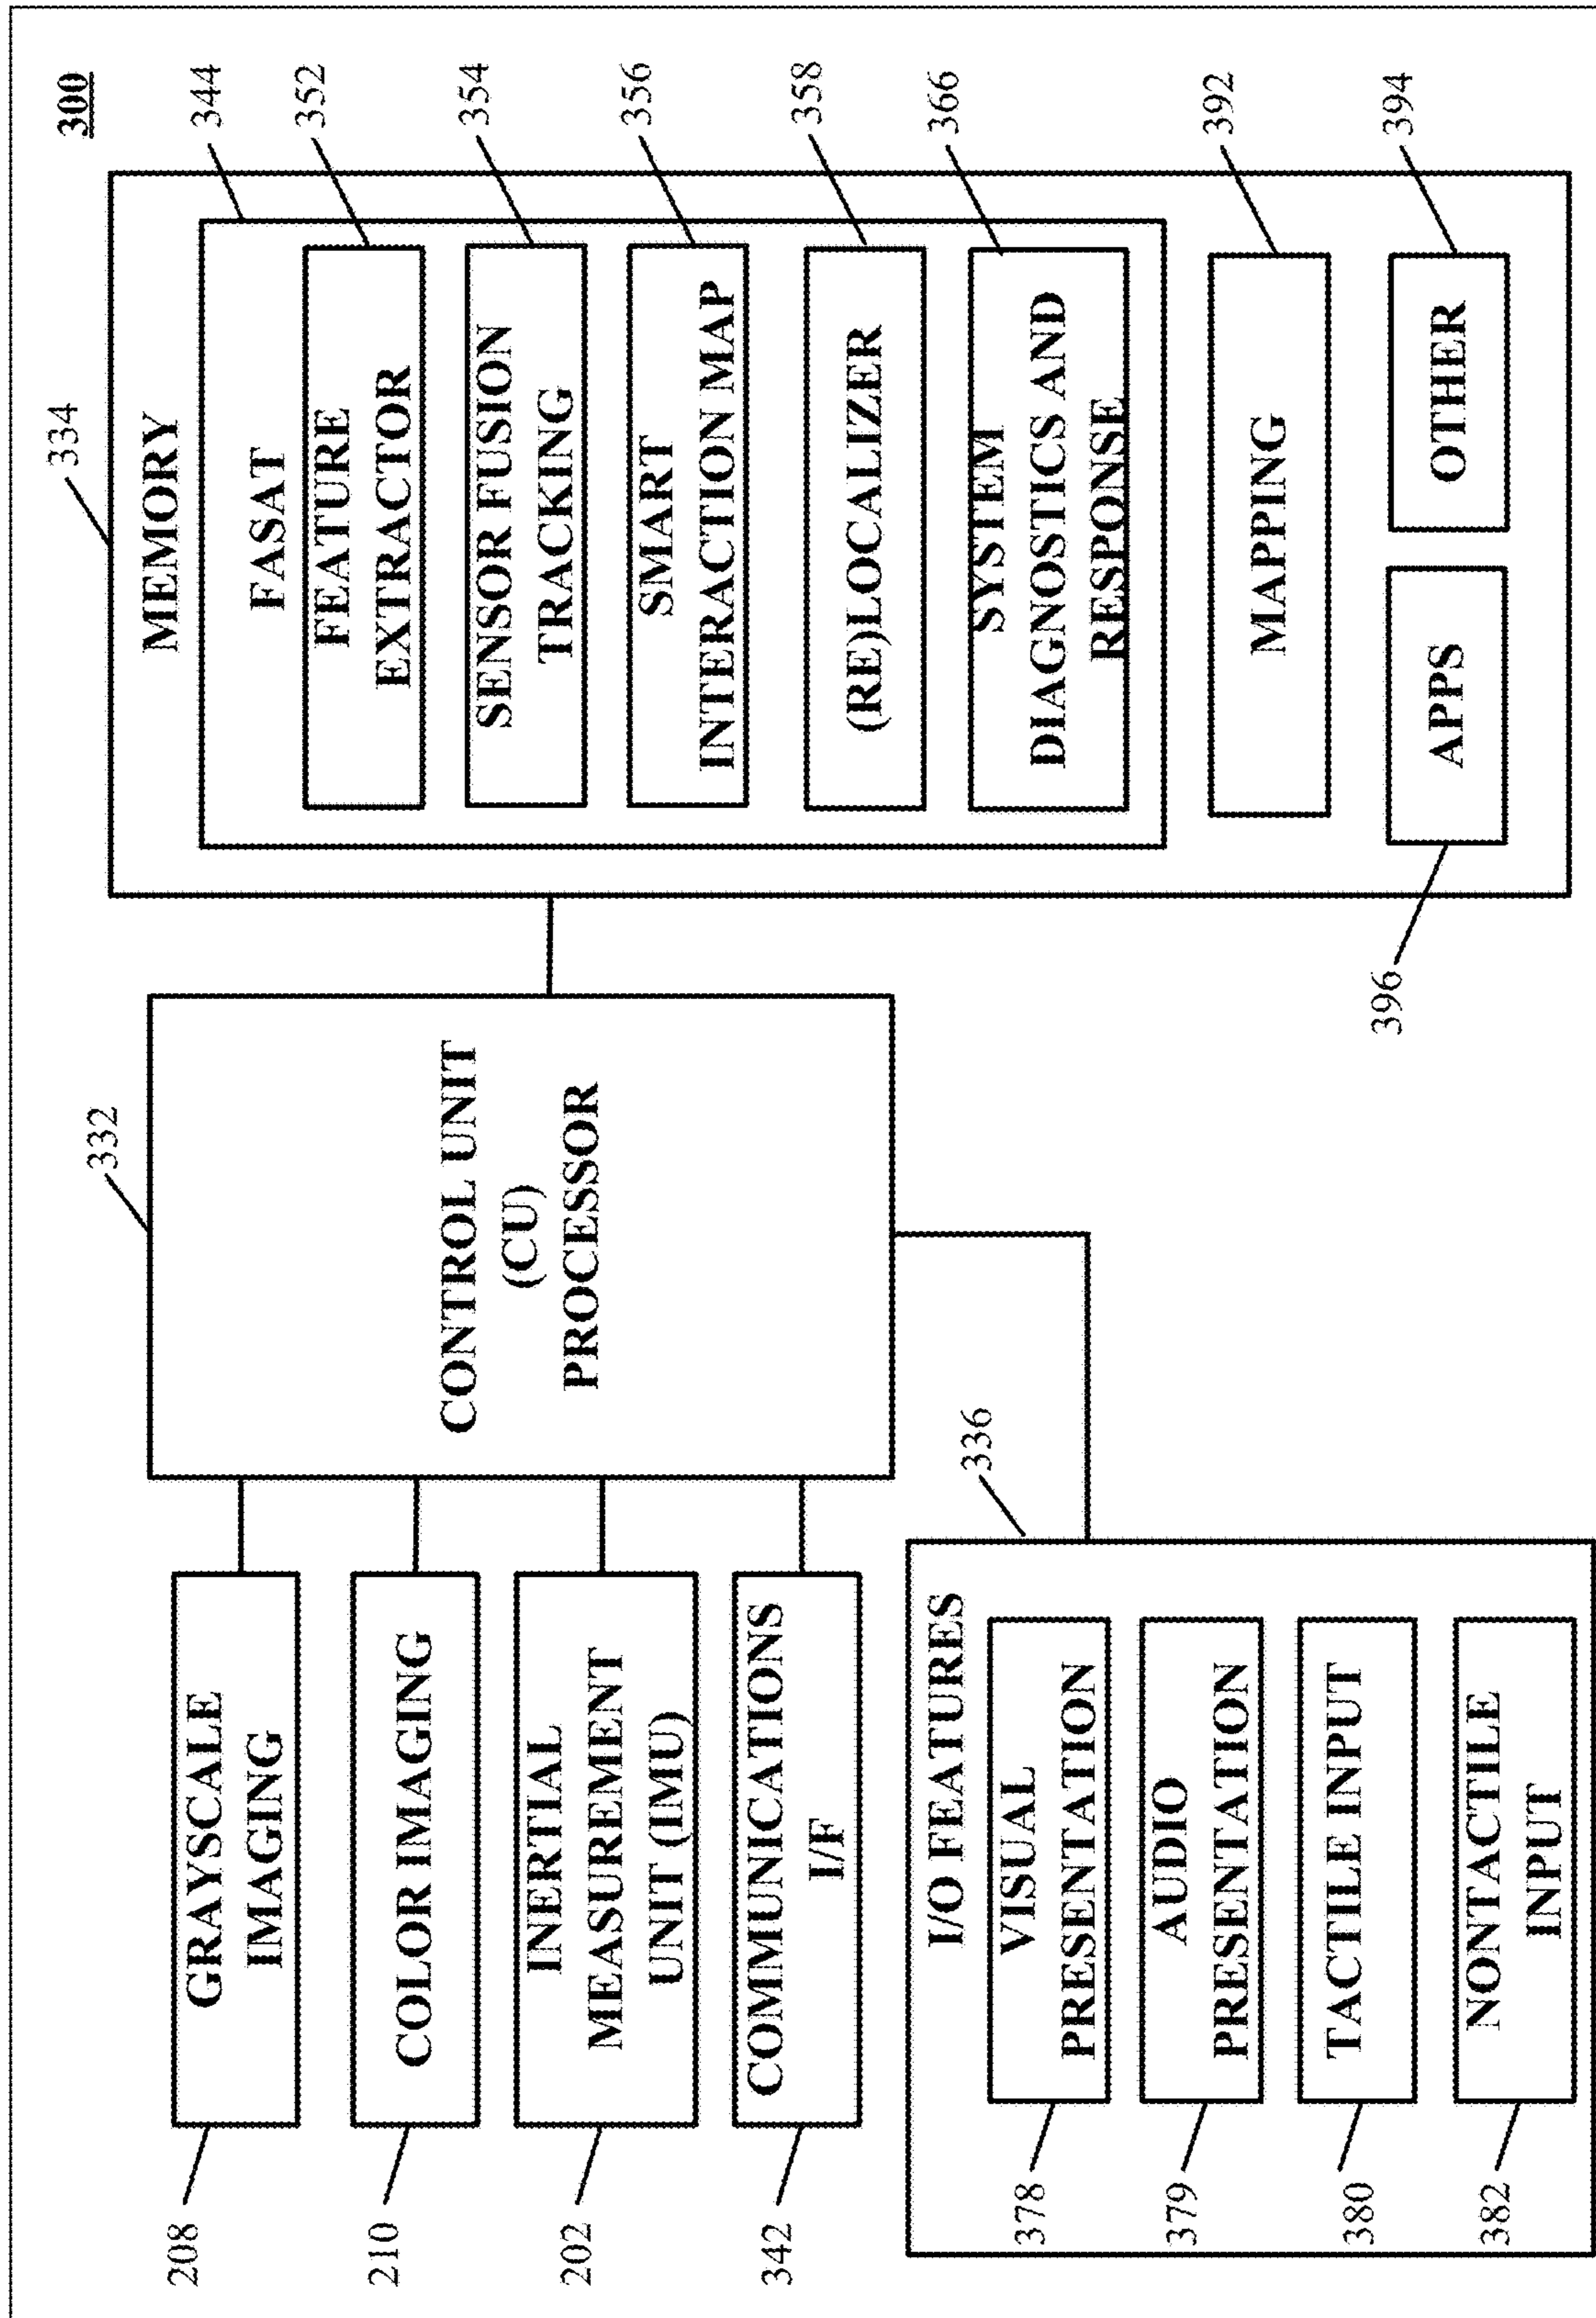 300
208
GRAYSCALE
IMAGING
210
COLOR IMAGING
202
INERTIAL
MEASUREMENT
UNIT (IMU)
342
COMMUNICATIONS
I/F
332
CONTROL UNIT
(CU)
PROCESSOR
336
I/O FEATURES
378
VISUAL
PRESENTATION
379
AUDIO
PRESENTATION
380
TACTILE INPUT
382
NONTACTILE
INPUT
334
MEMORY
344
FASAT
352
FEATURE
EXTRACTOR
354
SENSOR FUSION
TRACKING
356
SMART
INTERACTION MAP
358
(RE)LOCALIZER
366
SYSTEM
DIAGNOSTICS AND
RESPONSE
392
MAPPING
396
APPS
394
OTHER